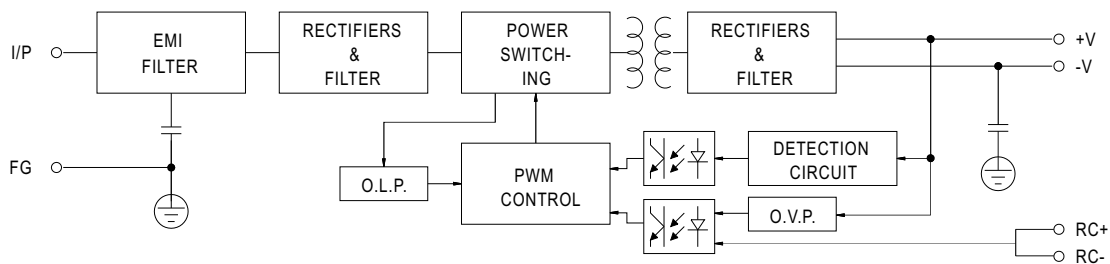 I/P
EMI
FILTER
RECTIFIERS
&
FILTER
POWER
SWITCH-
ING
RECTIFIERS
&
FILTER
+V
-V
FG
O.L.P.
PWM
CONTROL
DETECTION
CIRCUIT
O.V.P.
RC+
RC-